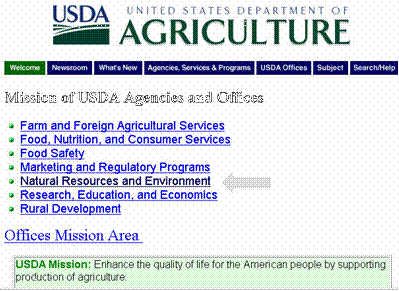 USDA
UNITED STATES DEPARTMENT OF
AGRICULTURE
Welcome Newsroom What's New Agencies, Services & Programs USDA Offices Subject Search/Help
Mission of USDA Agencies and Offices
Farm and Foreign Agricultural Services
Food, Nutrition, and Consumer Services
Food Safety
Marketing and Regulatory Programs
Natural Resources and Environment
Research, Education, and Economics
Rural Development
Offices Mission Area
USDA Mission: Enhance the quality of life for the American people by supporting
production of agriculture: